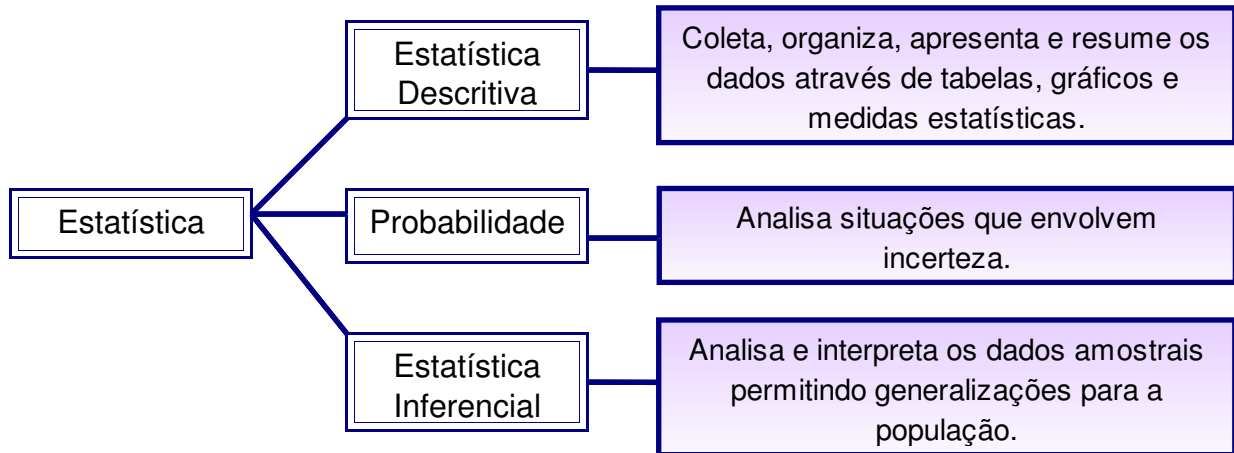 Estatística
Estatística
Descritiva
Coleta, organiza, apresenta e resume os
dados através de tabelas, gráficos e
medidas estatísticas.
Probabilidade
Analisa situações que envolvem
incerteza.
Estatística
Inferencial
Analisa e interpreta os dados amostrais
permitindo generalizações para a
população.